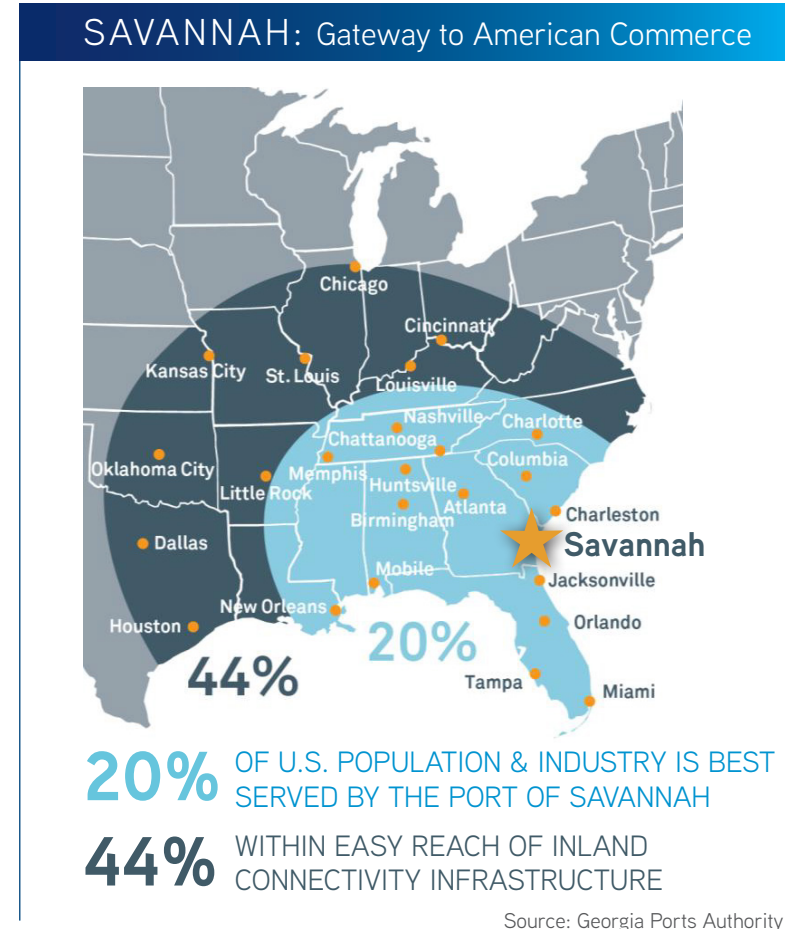 SAVANNAH: Gateway to American Commerce
Chicago
Cincinnati
Kansas City
St. Louis
Louisville
Nashville
Charlotte
Chattanooga
Columbia
Oklahoma City
Memphis
Huntsville
Little Rock
Atlanta
Birmingham
Charleston
Savannah
Dallas
Mobile
Jacksonville
New Orleans
Houston
Orlando
20%
44%
Tampa
Miami
20% OF U.S. POPULATION & INDUSTRY IS BEST
SERVED BY THE PORT OF SAVANNAH
44% WITHIN EASY REACH OF INLAND
CONNECTIVITY INFRASTRUCTURE
Source: Georgia Ports Authority